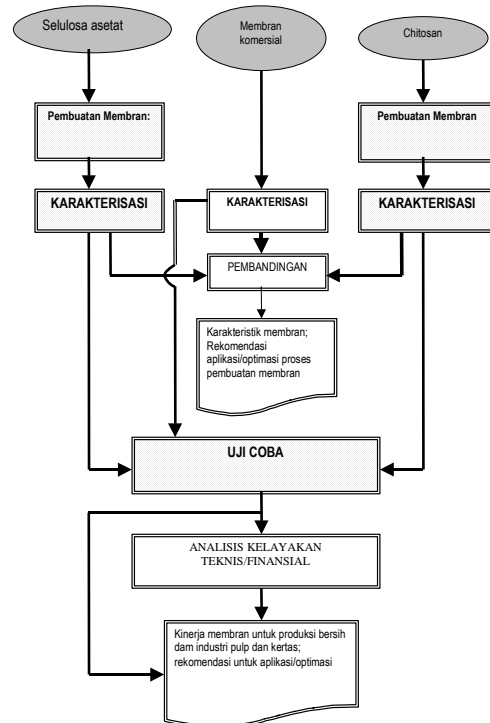 Selulosa asetat
Membran
komersial
Chitosan
Pembuatan Membran:
Pembuatan Membran
KARAKTERISASI
KARAKTERISASI
KARAKTERISASI
PEMBANDINGAN
Karakteristik membran;
Rekomendasi
aplikasi/optimasi proses
pembuatan membran
UJI COBA
ANALISIS KELAYAKAN
TEKNIS/FINANSIAL
Kinerja membran untuk produksi bersih
dam industri pulp dan kertas;
rekomendasi untuk aplikasi/optimasi